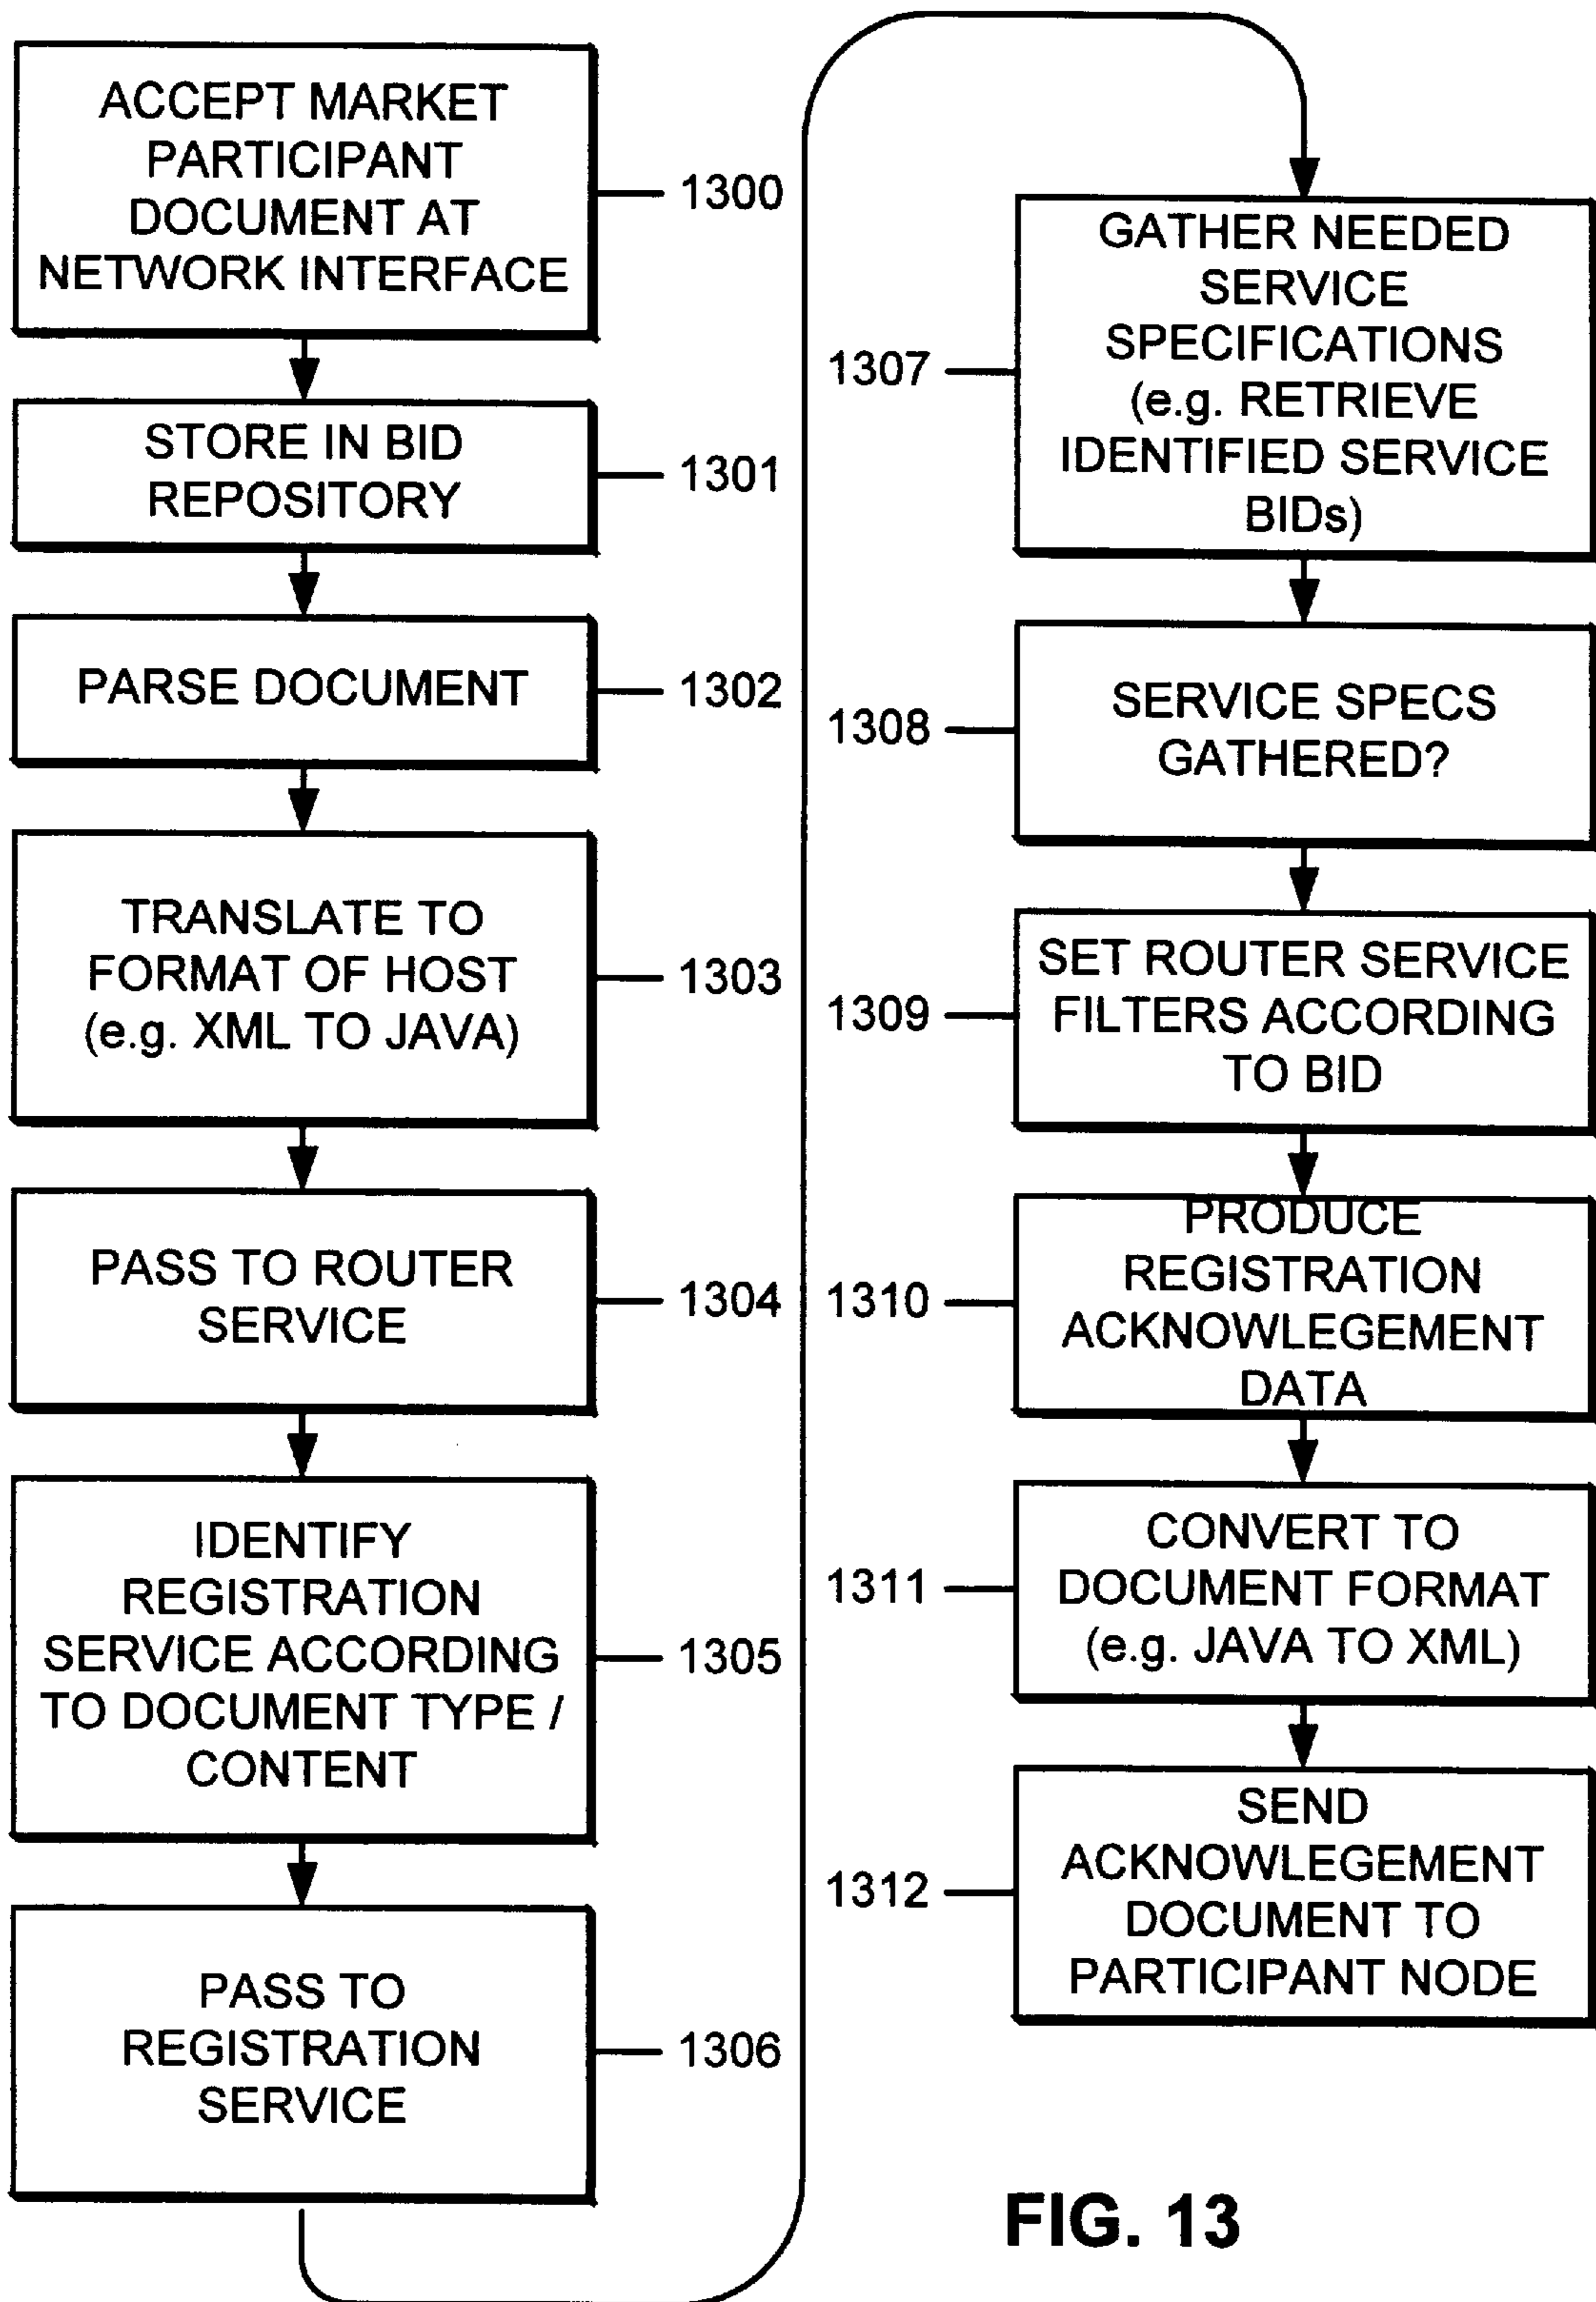 ACCEPT MARKET
PARTICIPANT
DOCUMENT AT
NETWORK INTERFACE
1300
STORE IN BID
REPOSITORY
1301
PARSE DOCUMENT
1302
TRANSLATE TO
FORMAT OF HOST
(e.g. XML TO JAVA)
1303
PASS TO ROUTER
SERVICE
1304
IDENTIFY
REGISTRATION
SERVICE ACCORDING
TO DOCUMENT TYPE /
CONTENT
1305
PASS TO
REGISTRATION
SERVICE
1306
GATHER NEEDED
SERVICE
SPECIFICATIONS
(e.g. RETRIEVE
IDENTIFIED SERVICE
BIDs)
1307
SERVICE SPECS
GATHERED?
1308
SET ROUTER SERVICE
FILTERS ACCORDING
TO BID
1309
PRODUCE
REGISTRATION
ACKNOWLEGEMENT
DATA
1310
CONVERT TO
DOCUMENT FORMAT
(e.g. JAVA TO XML)
1311
SEND
ACKNOWLEGEMENT
DOCUMENT TO
PARTICIPANT NODE
1312
FIG. 13